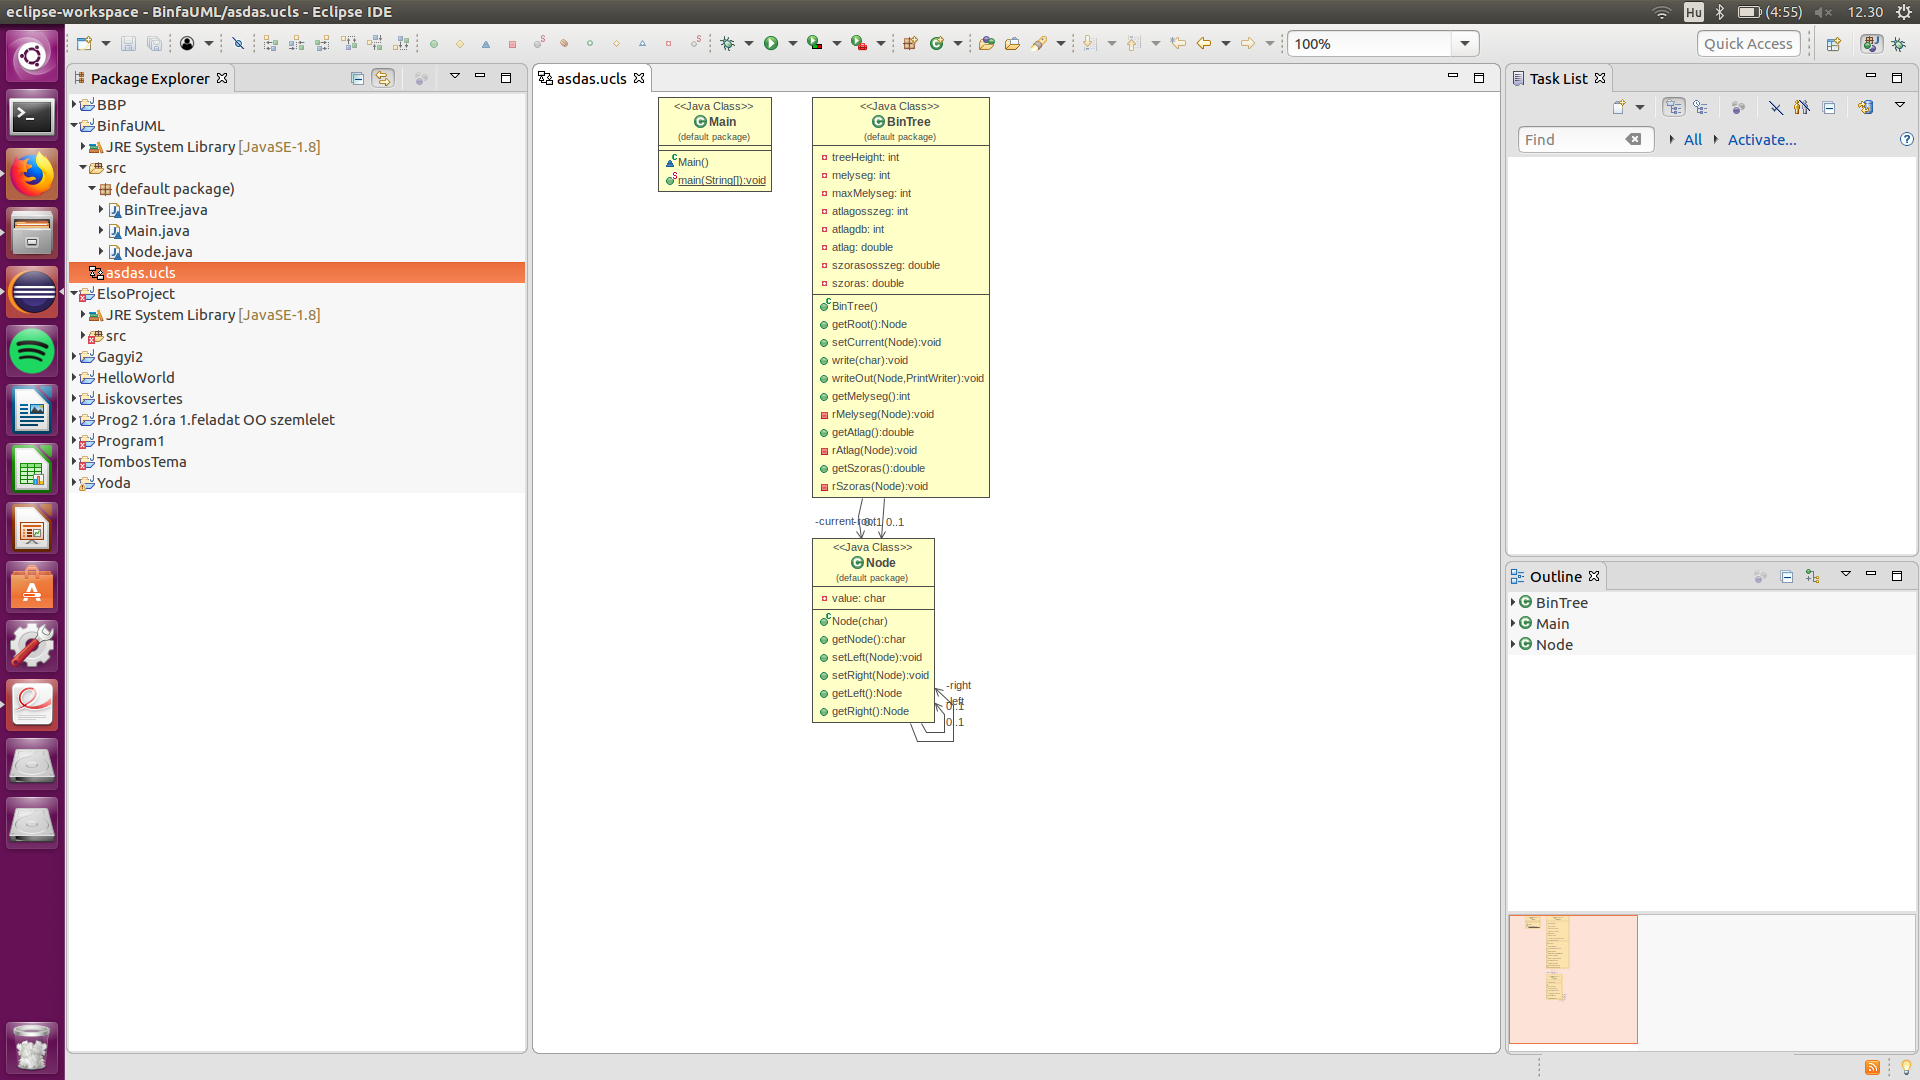 eclipse-workspace - BinfaUML/asdas.ucls - Eclipse IDE
Hu
(4:55)
12.30
100%
Quick Access
Package Explorer
BBP
BinfaUML
JRE System Library [JavaSE-1.8]
src
(default package)
BinTree.java
Main.java
Node.java
asdas.ucls
ElsoProject
JRE System Library [JavaSE-1.8]
src
Gagyi2
HelloWorld
Liskovsertes
Prog2 1.óra 1.feladat OO szemlelet
Program1
TombosTema
Yoda
asdas.ucls
<<Java Class>>
Main
(default package)
Main()
main(String[]):void
<<Java Class>>
BinTree
(default package)
treeHeight: int
melyseg: int
maxMelyseg: int
atlagosszeg: int
atlagdb: int
atlag: double
szorasosszeg: double
szoras: double
BinTree()
getRoot():Node
setCurrent(Node):void
write(char):void
writeOut(Node,PrintWriter):void
getMelyseg():int
rMelyseg(Node):void
getAtlag():double
rAtlag(Node):void
getSzoras():double
rSzoras(Node):void
-current
-root
0..1
0..1
<<Java Class>>
Node
(default package)
value: char
Node(char)
getNode():char
setLeft(Node):void
setRight(Node):void
getLeft():Node
getRight():Node
-right
-left
0..1
0..1
Task List
Find
All
Activate...
Outline
BinTree
Main
Node